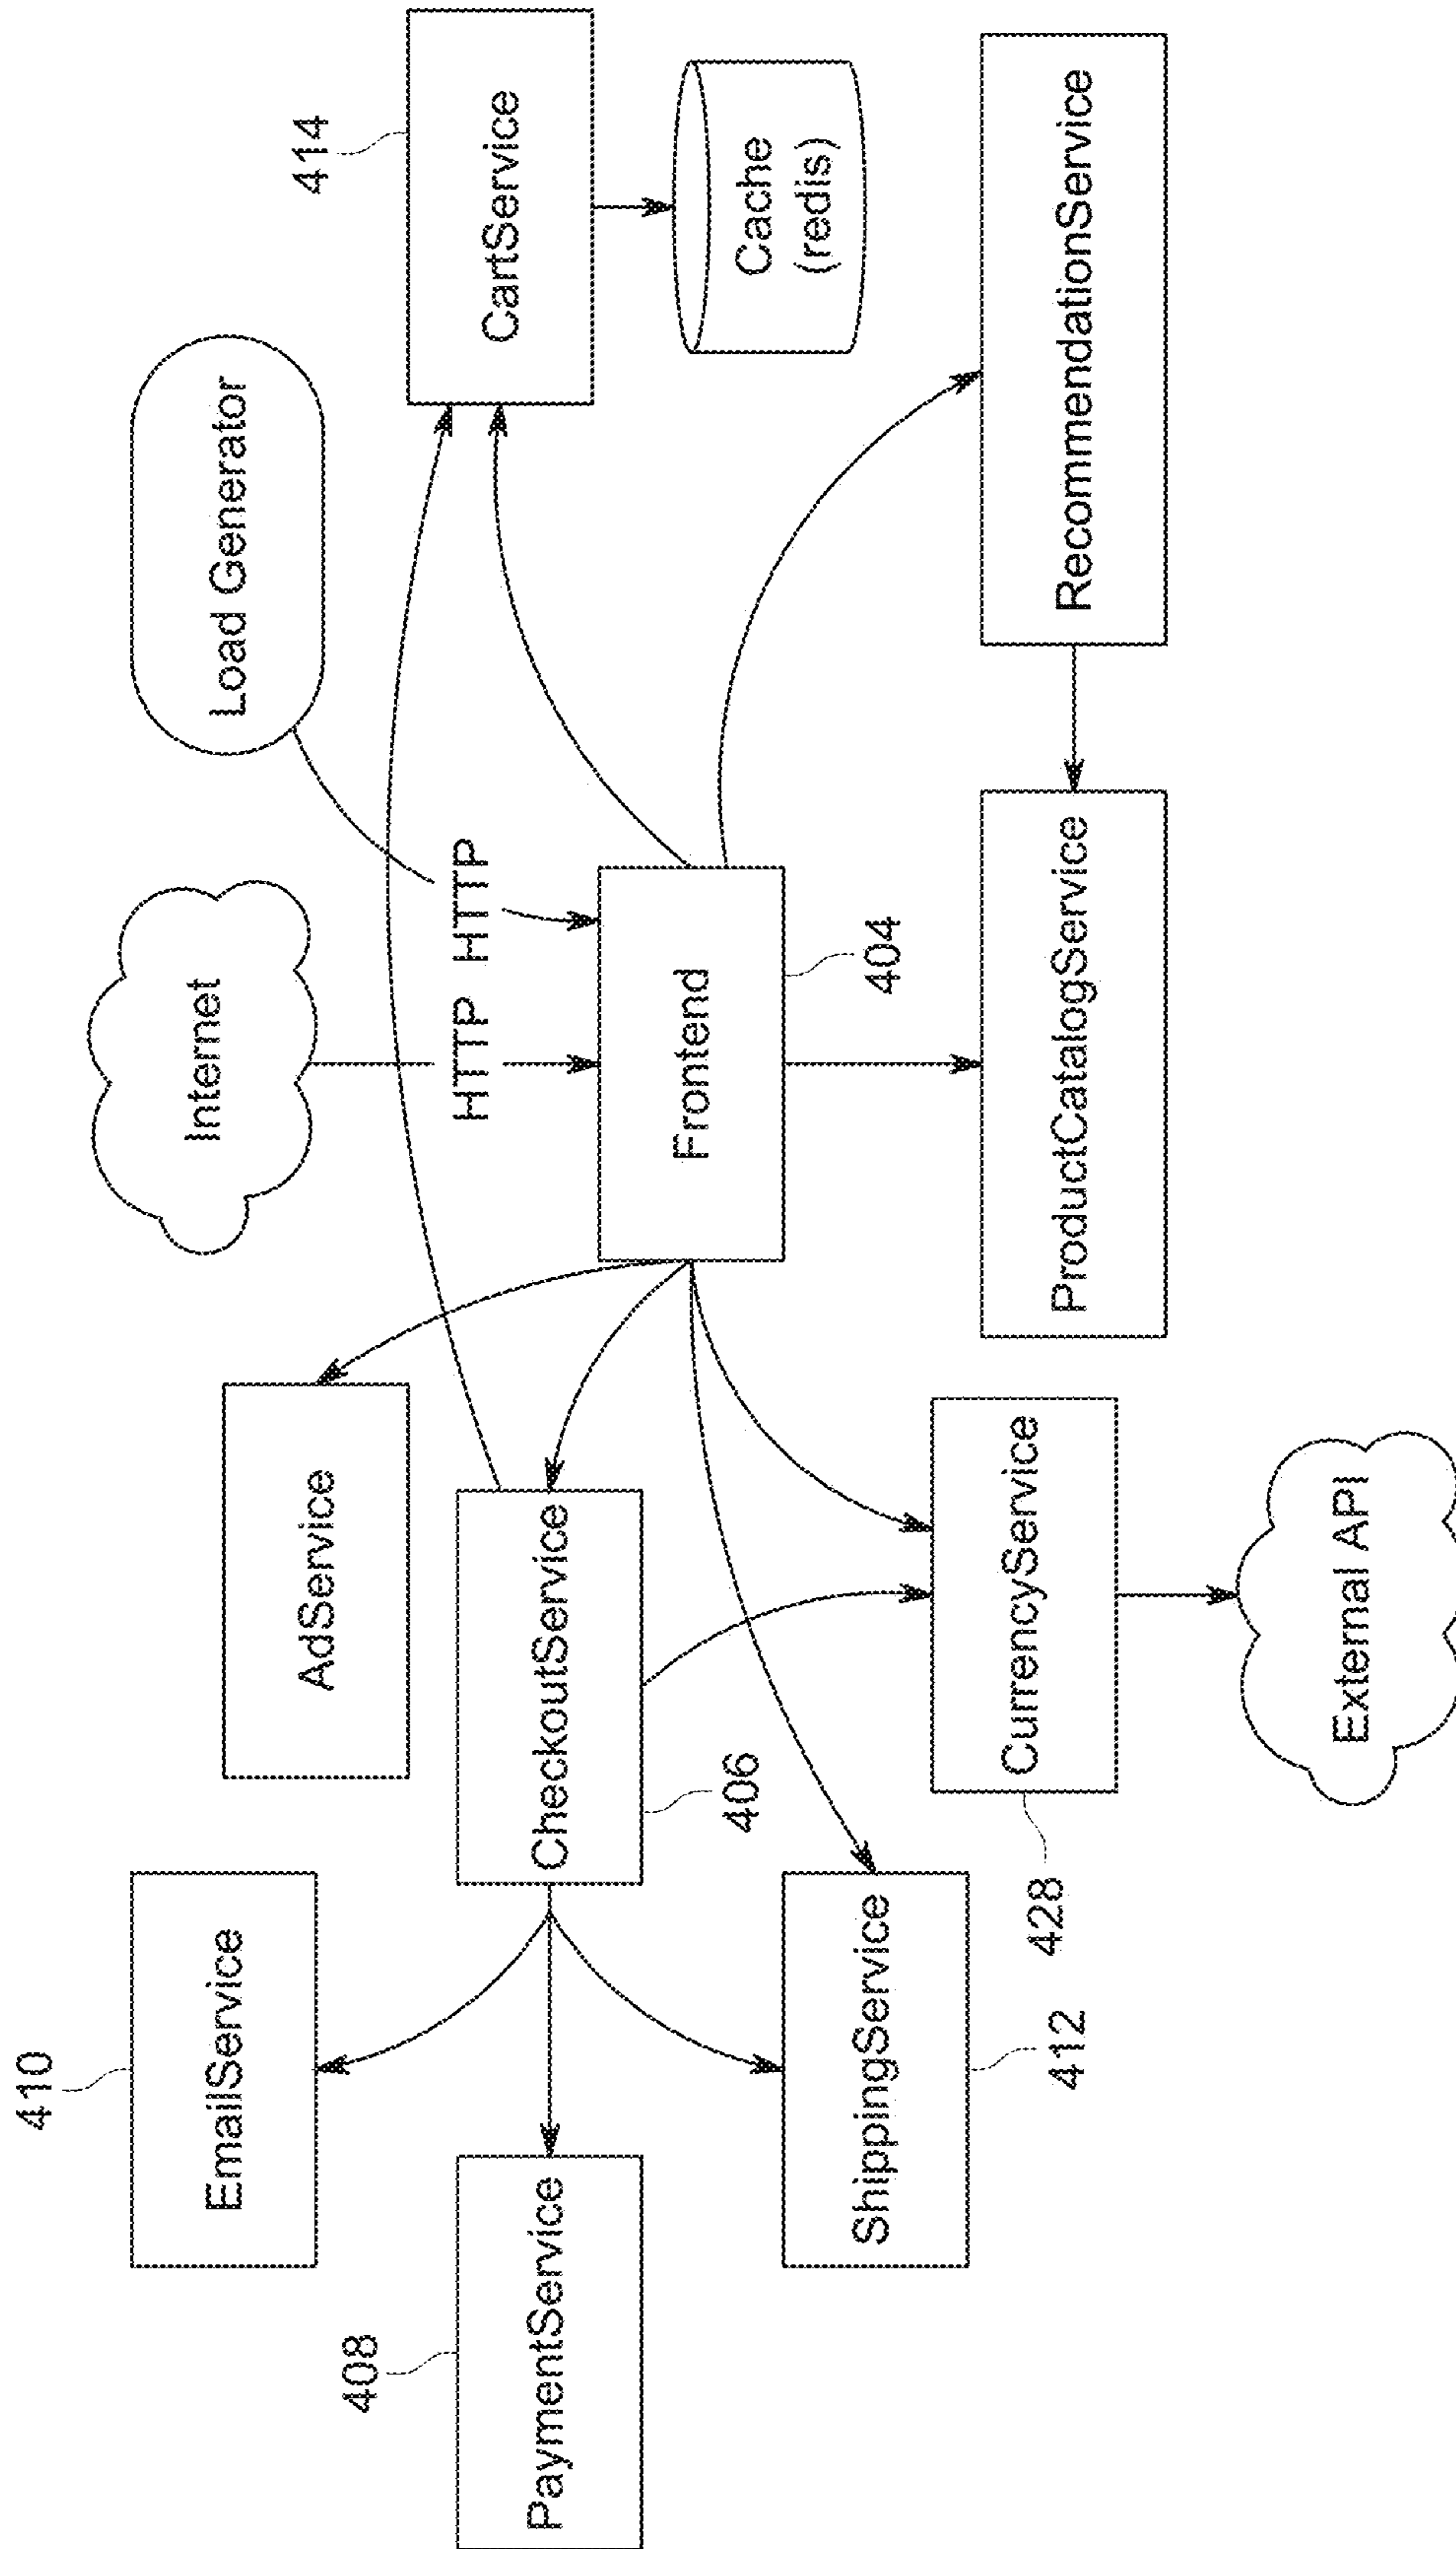 410
EmailService
AdService
Internet
Load Generator
414
CartService
408
PaymentService
CheckoutService
406
HTTP
HTTP
Frontend
404
Cache
(redis)
ShippingService
412
428
CurrencyService
ProductCatalogService
RecommendationService
External API